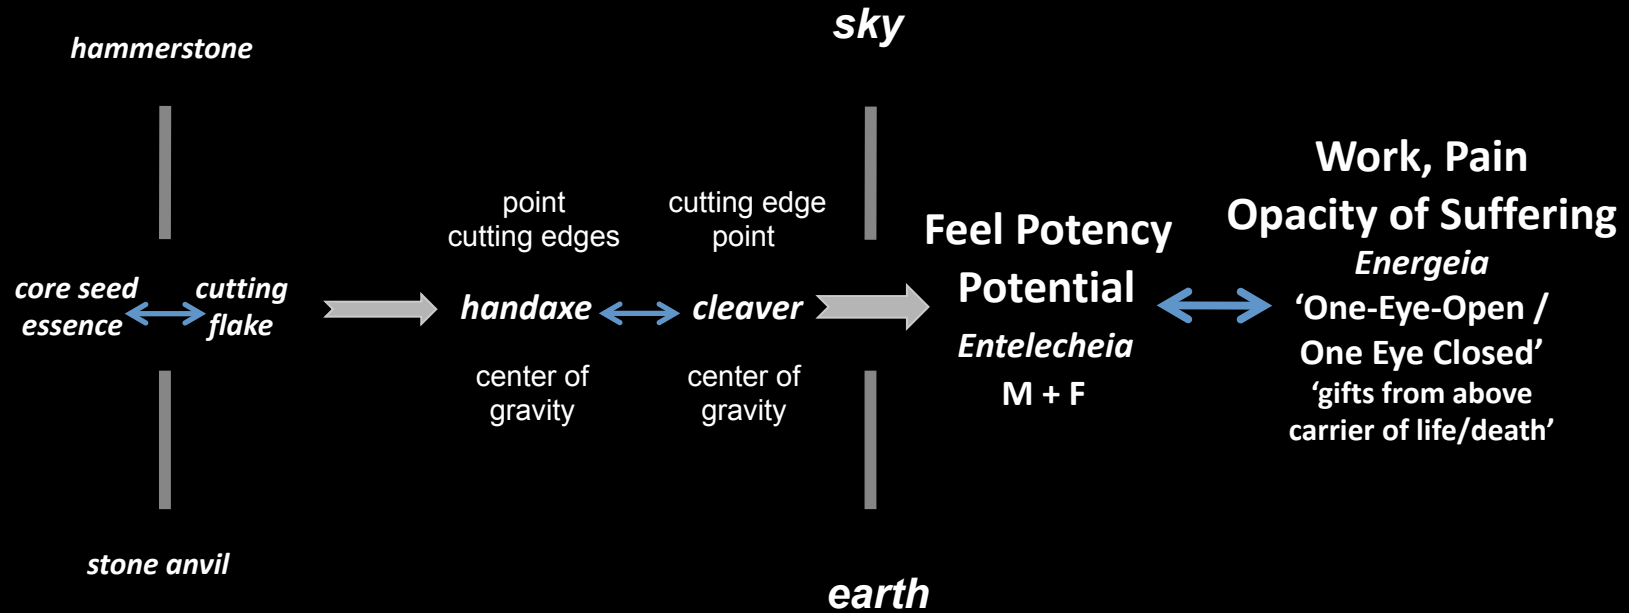 sky
hammerstone
point
cutting edges
cutting edge
point
core seed
essence
cutting
flake
handaxe
cleaver
center of
gravity
center of
gravity
Feel Potency
Potential
Entelecheia
M + F
Work, Pain
Opacity of Suffering
Energeia
‘One-Eye-Open /
One Eye Closed’
‘gifts from above
carrier of life/death’
stone anvil
earth